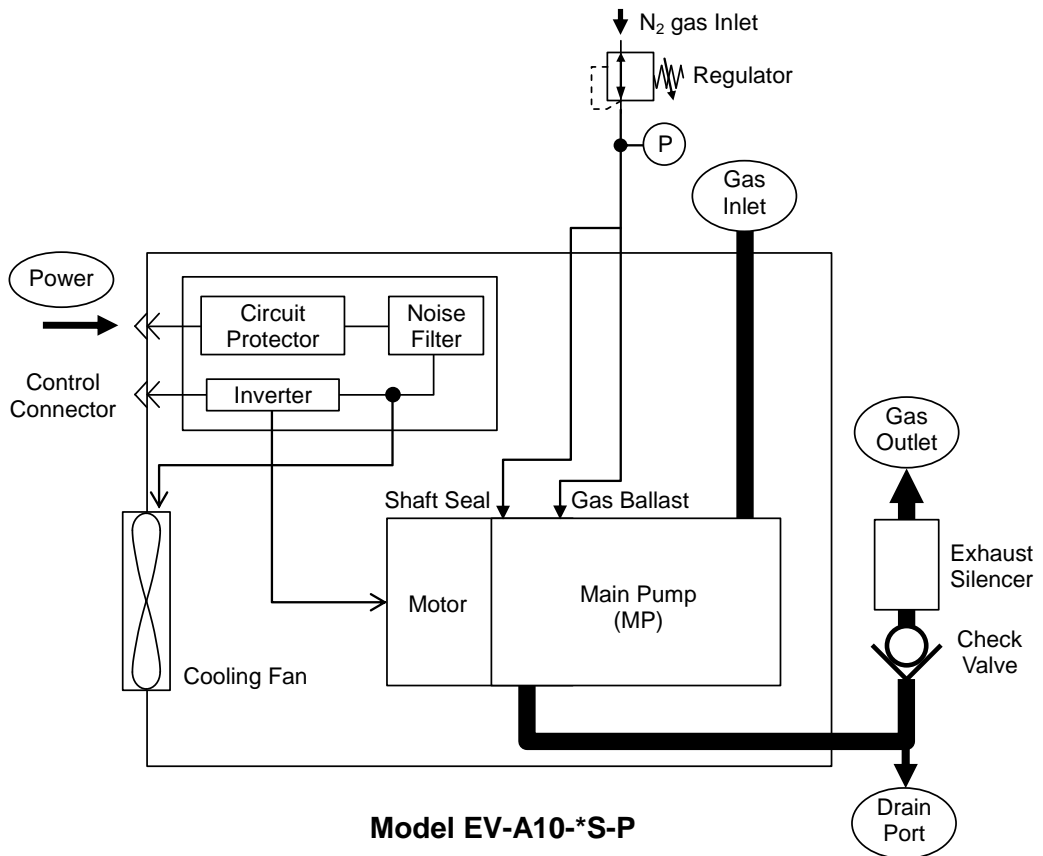 N₂ gas Inlet
Regulator
P
Gas
Inlet
Power
Circuit
Protector
Noise
Filter
Control
Connector
Inverter
Gas
Outlet
Shaft Seal
Gas Ballast
Exhaust
Silencer
Motor
Main Pump
(MP)
Check
Valve
Cooling Fan
Drain
Port
Model EV-A10-*S-P